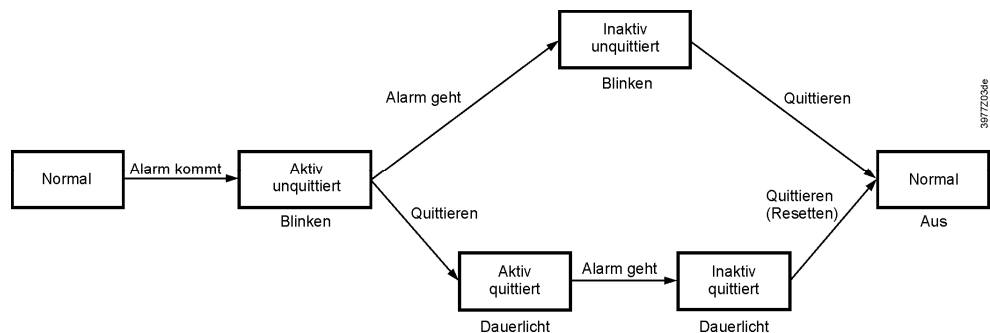 Inaktiv
unquittiert
Blinken
Alarm geht
Quittieren
3977Z03de
Normal
Alarm kommt
Aktiv
unquittiert
Blinken
Quittieren
Quittieren
(Resetten)
Normal
Aus
Aktiv
quittiert
Dauerlicht
Alarm geht
Inaktiv
quittiert
Dauerlicht